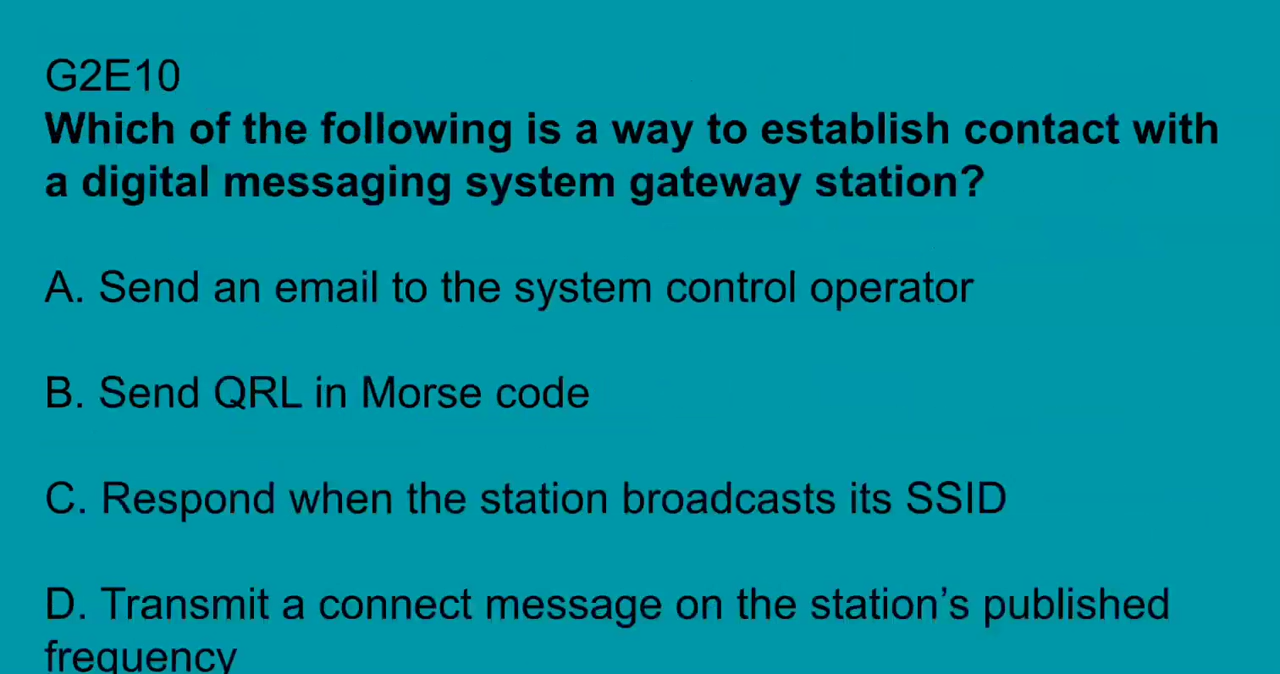 G2E10
Which of the following is a way to establish contact with
a digital messaging system gateway station?
A. Send an email to the system control operator
B. Send QRL in Morse code
C. Respond when the station broadcasts its SSID
D. Transmit a connect message on the station’s published
frequency